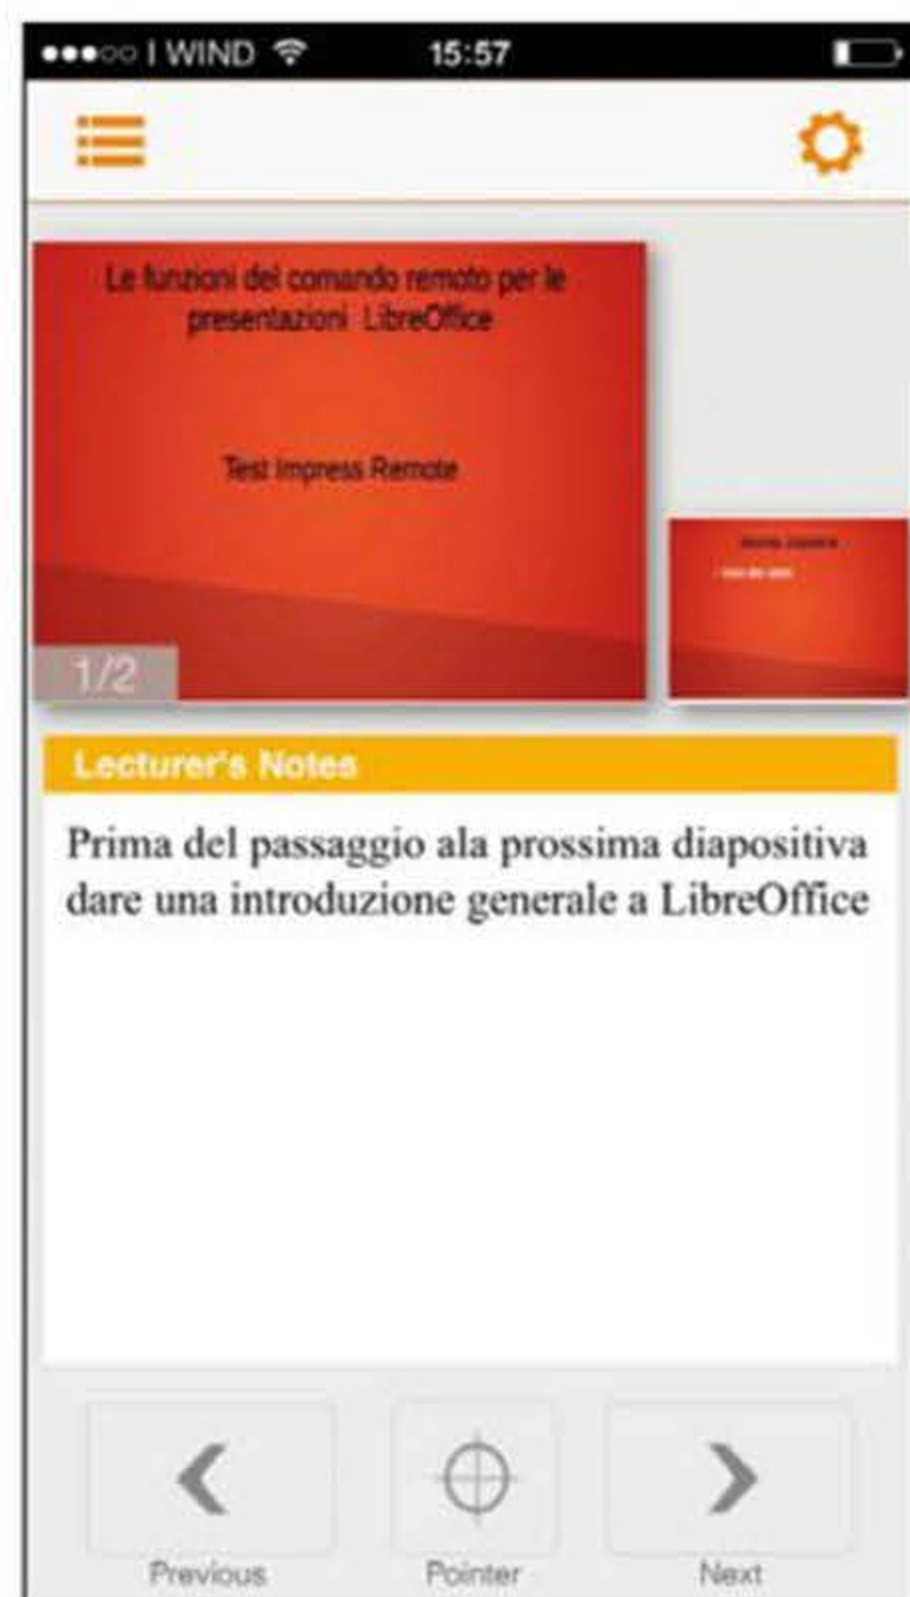 I WIND 15:57
Le funzioni del comando remoto per le
presentazioni LibreOffice
Test Impress Remote
1/2
Lecturer's Notes
Prima del passaggio ala prossima diapositiva
dare una introduzione generale a LibreOffice
Previous Pointer Next